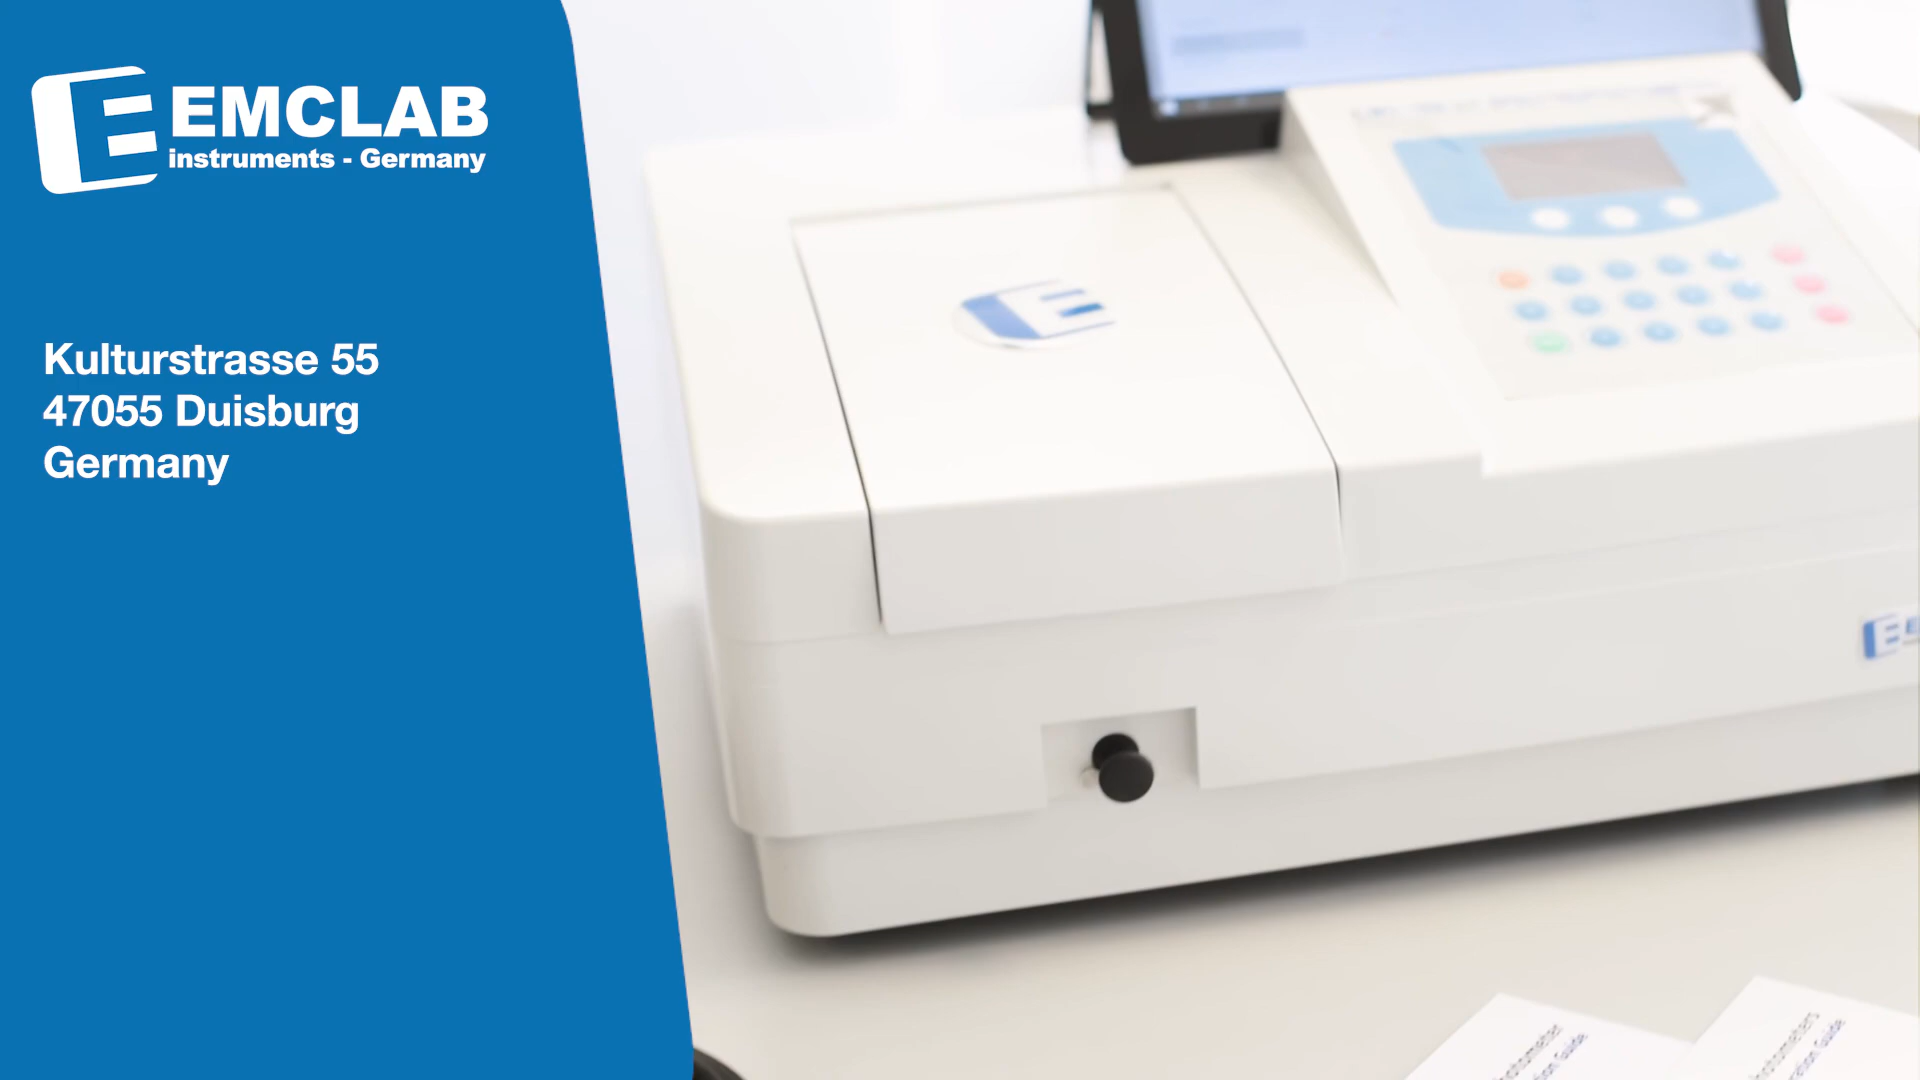 EMCLAB
instruments - Germany
Kulturstrasse 55
47055 Duisburg
Germany